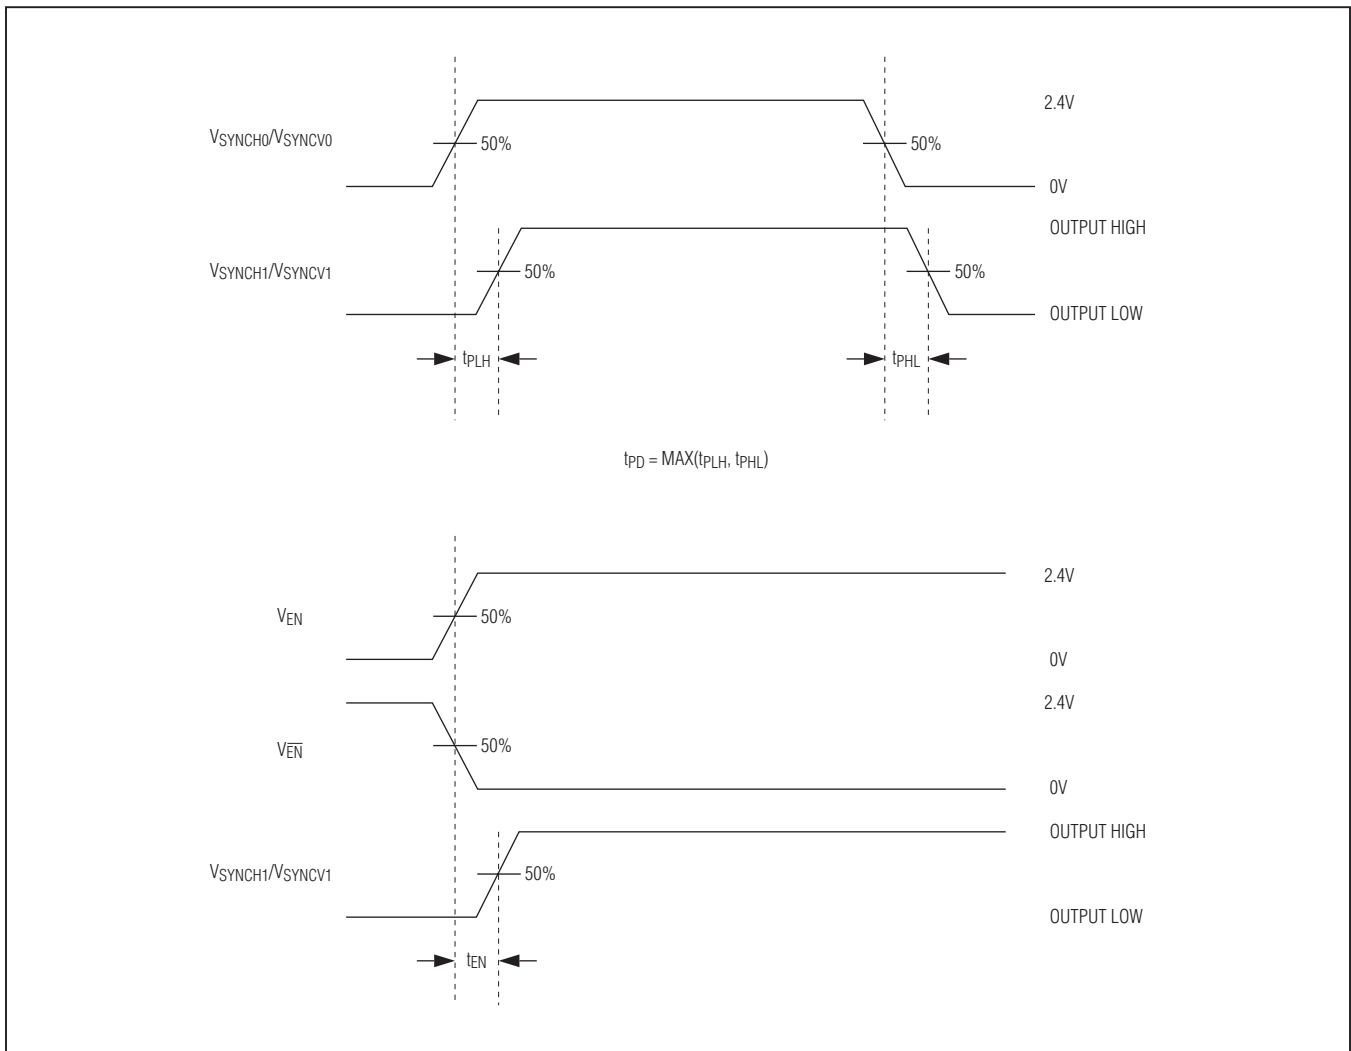 2.4V
VSYNCH0/VSYNCV0
50%
50%
0V
OUTPUT HIGH
VSYNCH1/VSYNCV1
50%
50%
OUTPUT LOW
tPLH
tPHL
tPD = MAX(tPLH, tPHL)
2.4V
VEN
50%
0V
2.4V
VE̅N̅
50%
0V
OUTPUT HIGH
VSYNCH1/VSYNCV1
50%
OUTPUT LOW
tEN